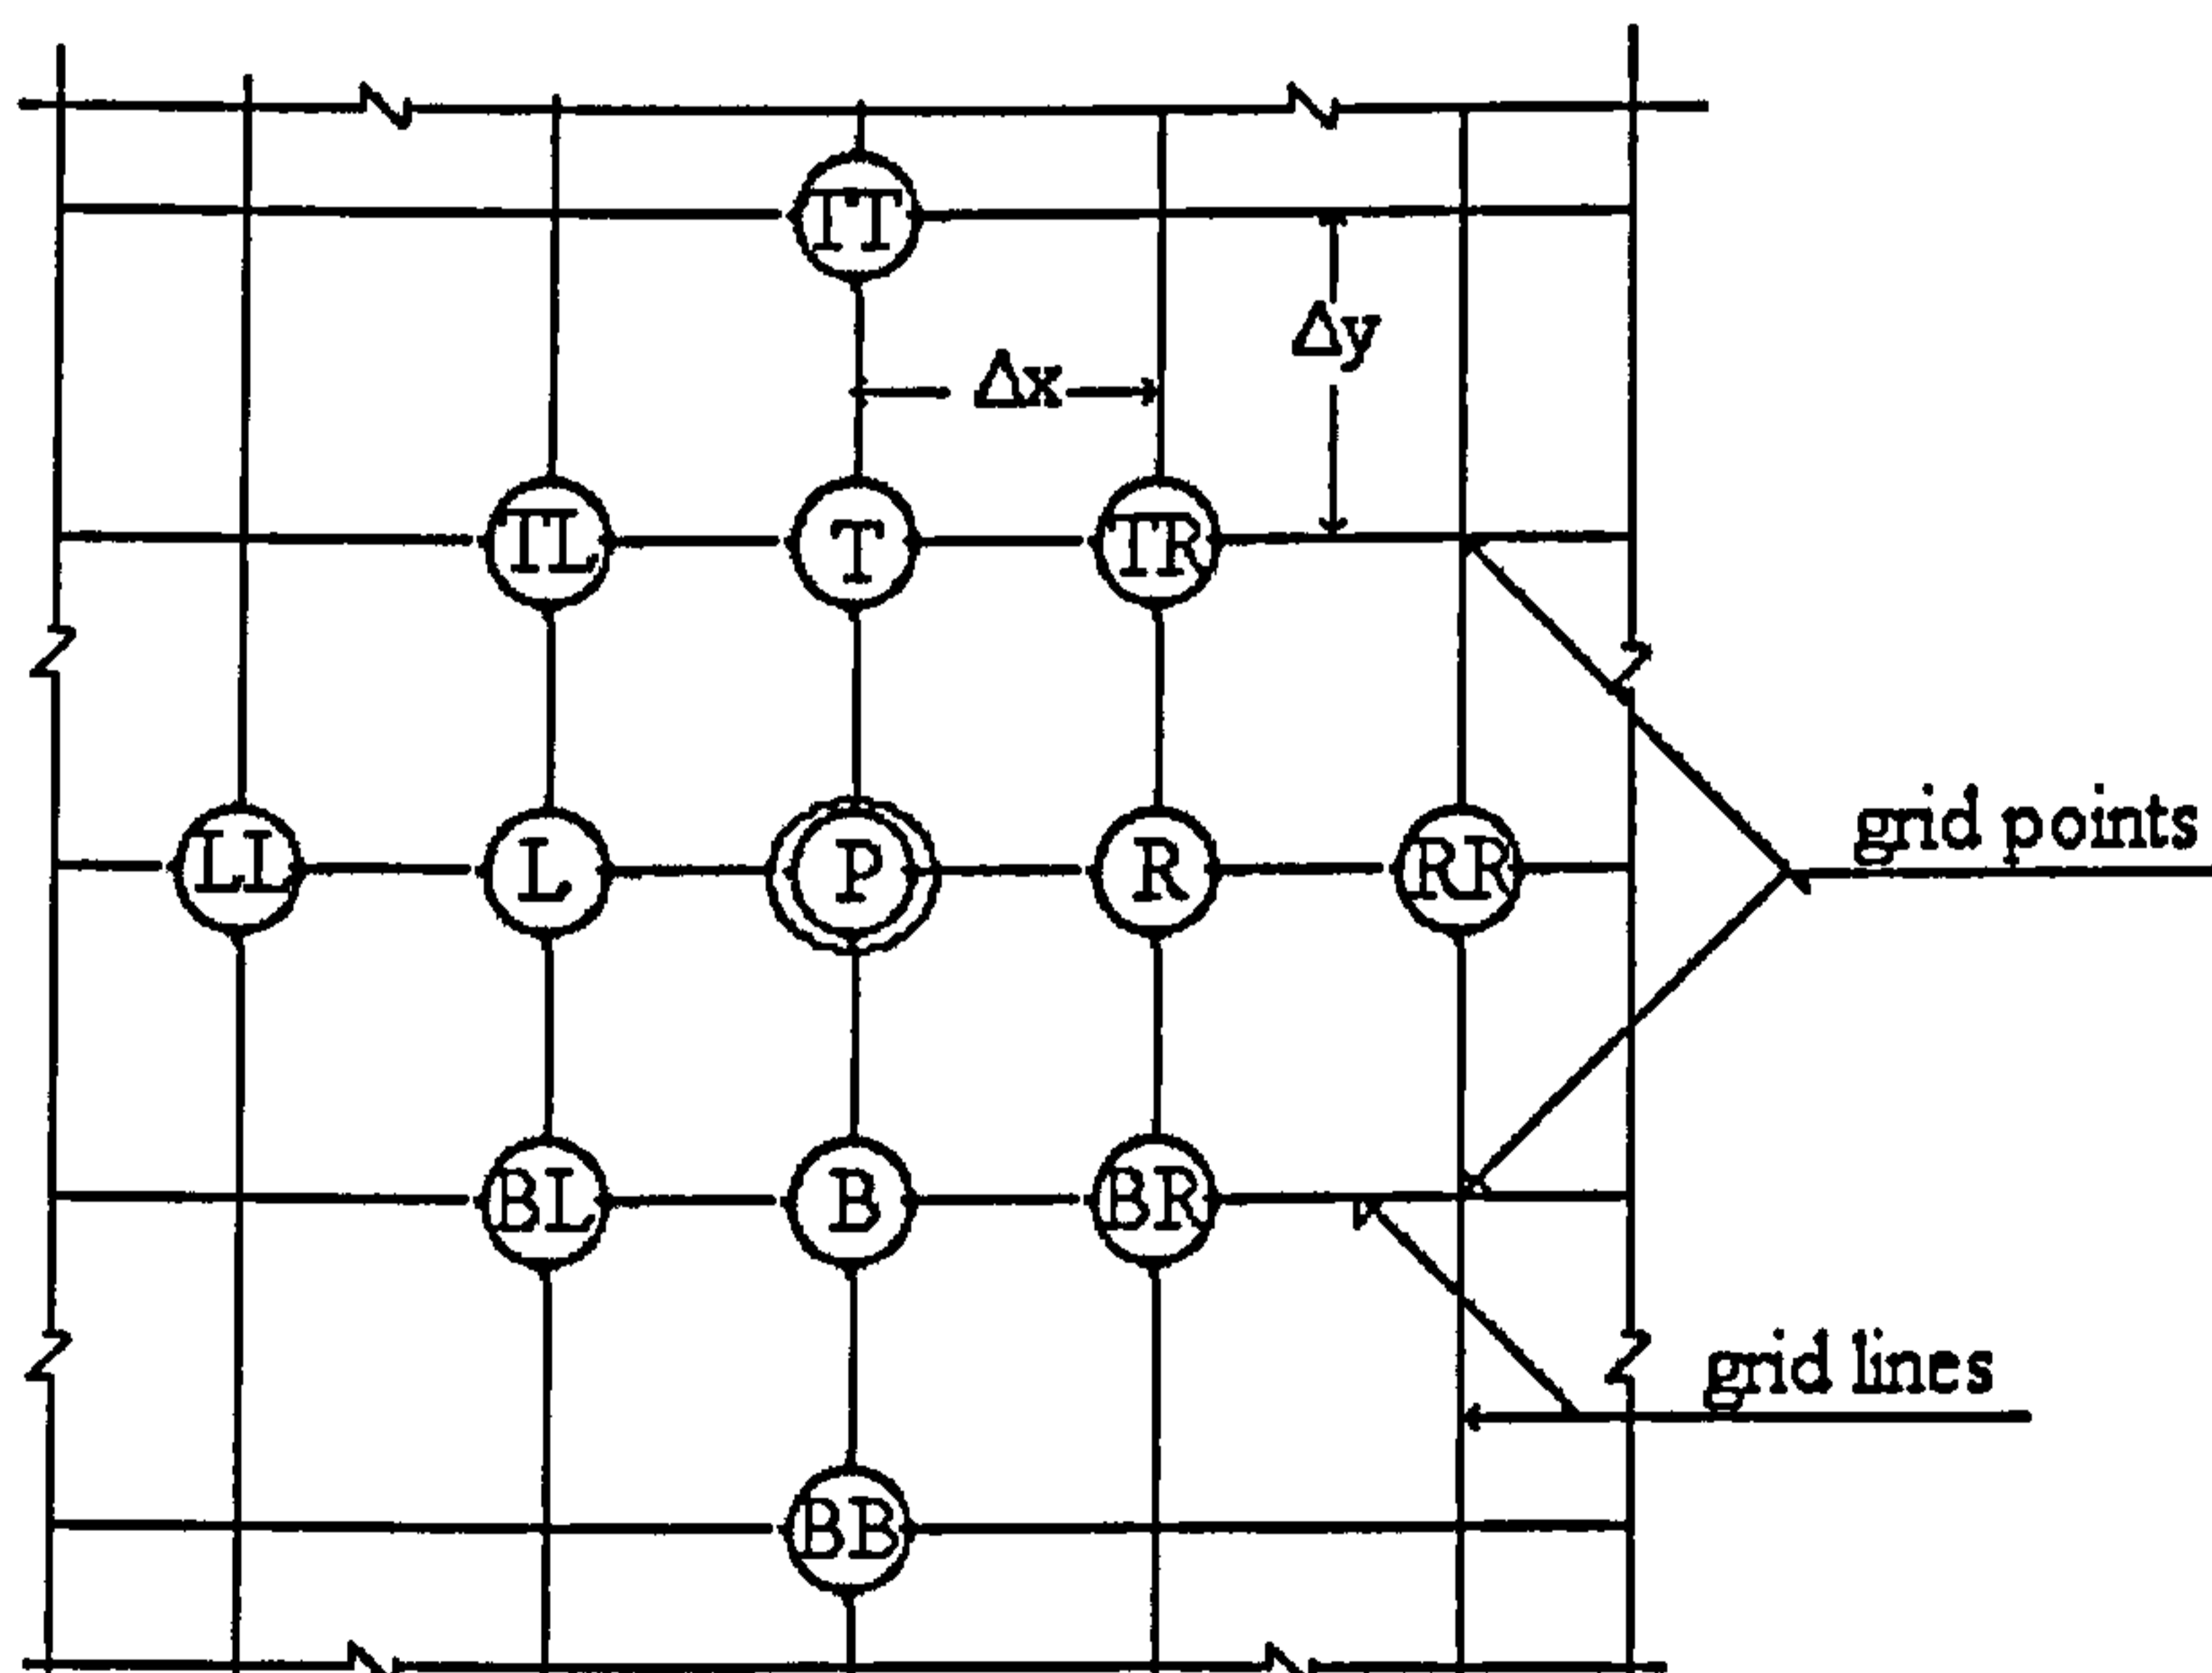 TT
Δy
Δx
TL T TR
grid points
LL L P R RR
BL B BR
grid lines
BB